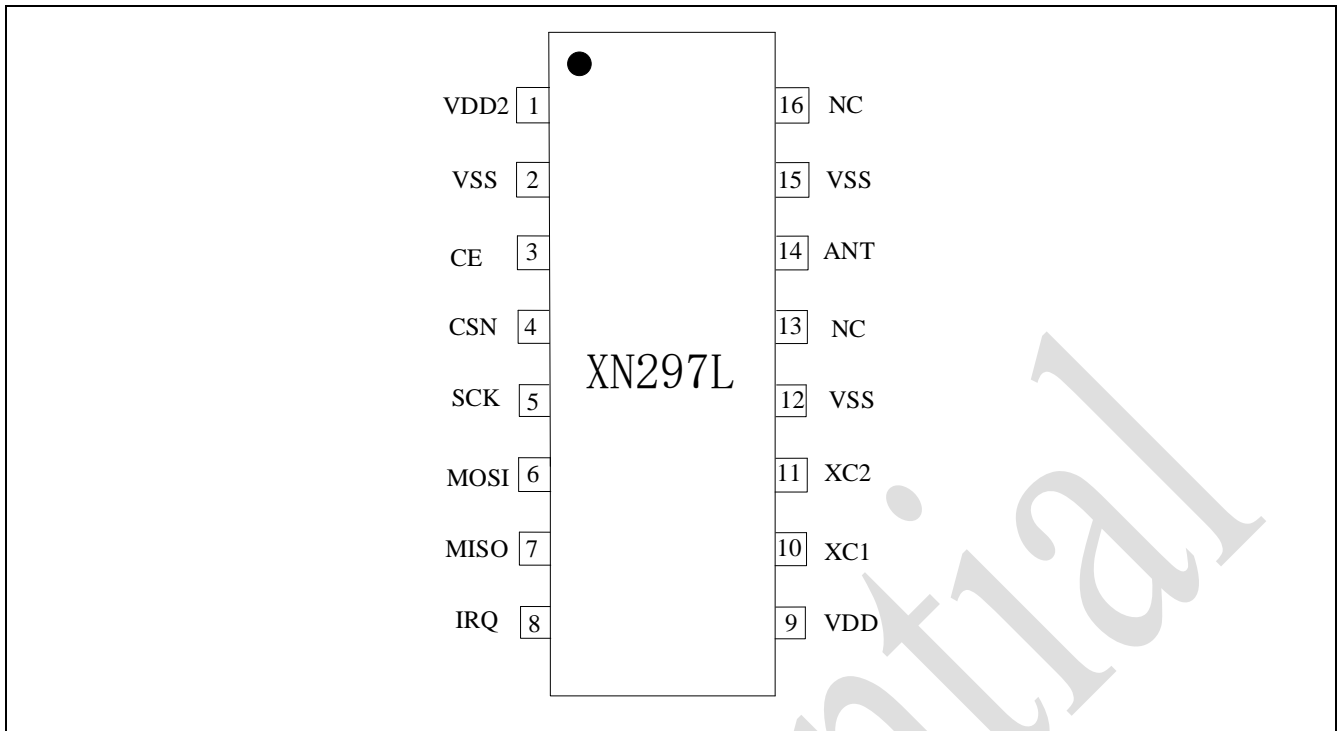 VDD2 1 16 NC
VSS 2 15 VSS
CE 3 14 ANT
CSN 4 13 NC
XN297L
SCK 5 12 VSS
MOSI 6 11 XC2
MISO 7 10 XC1
IRQ 8 9 VDD
ntial